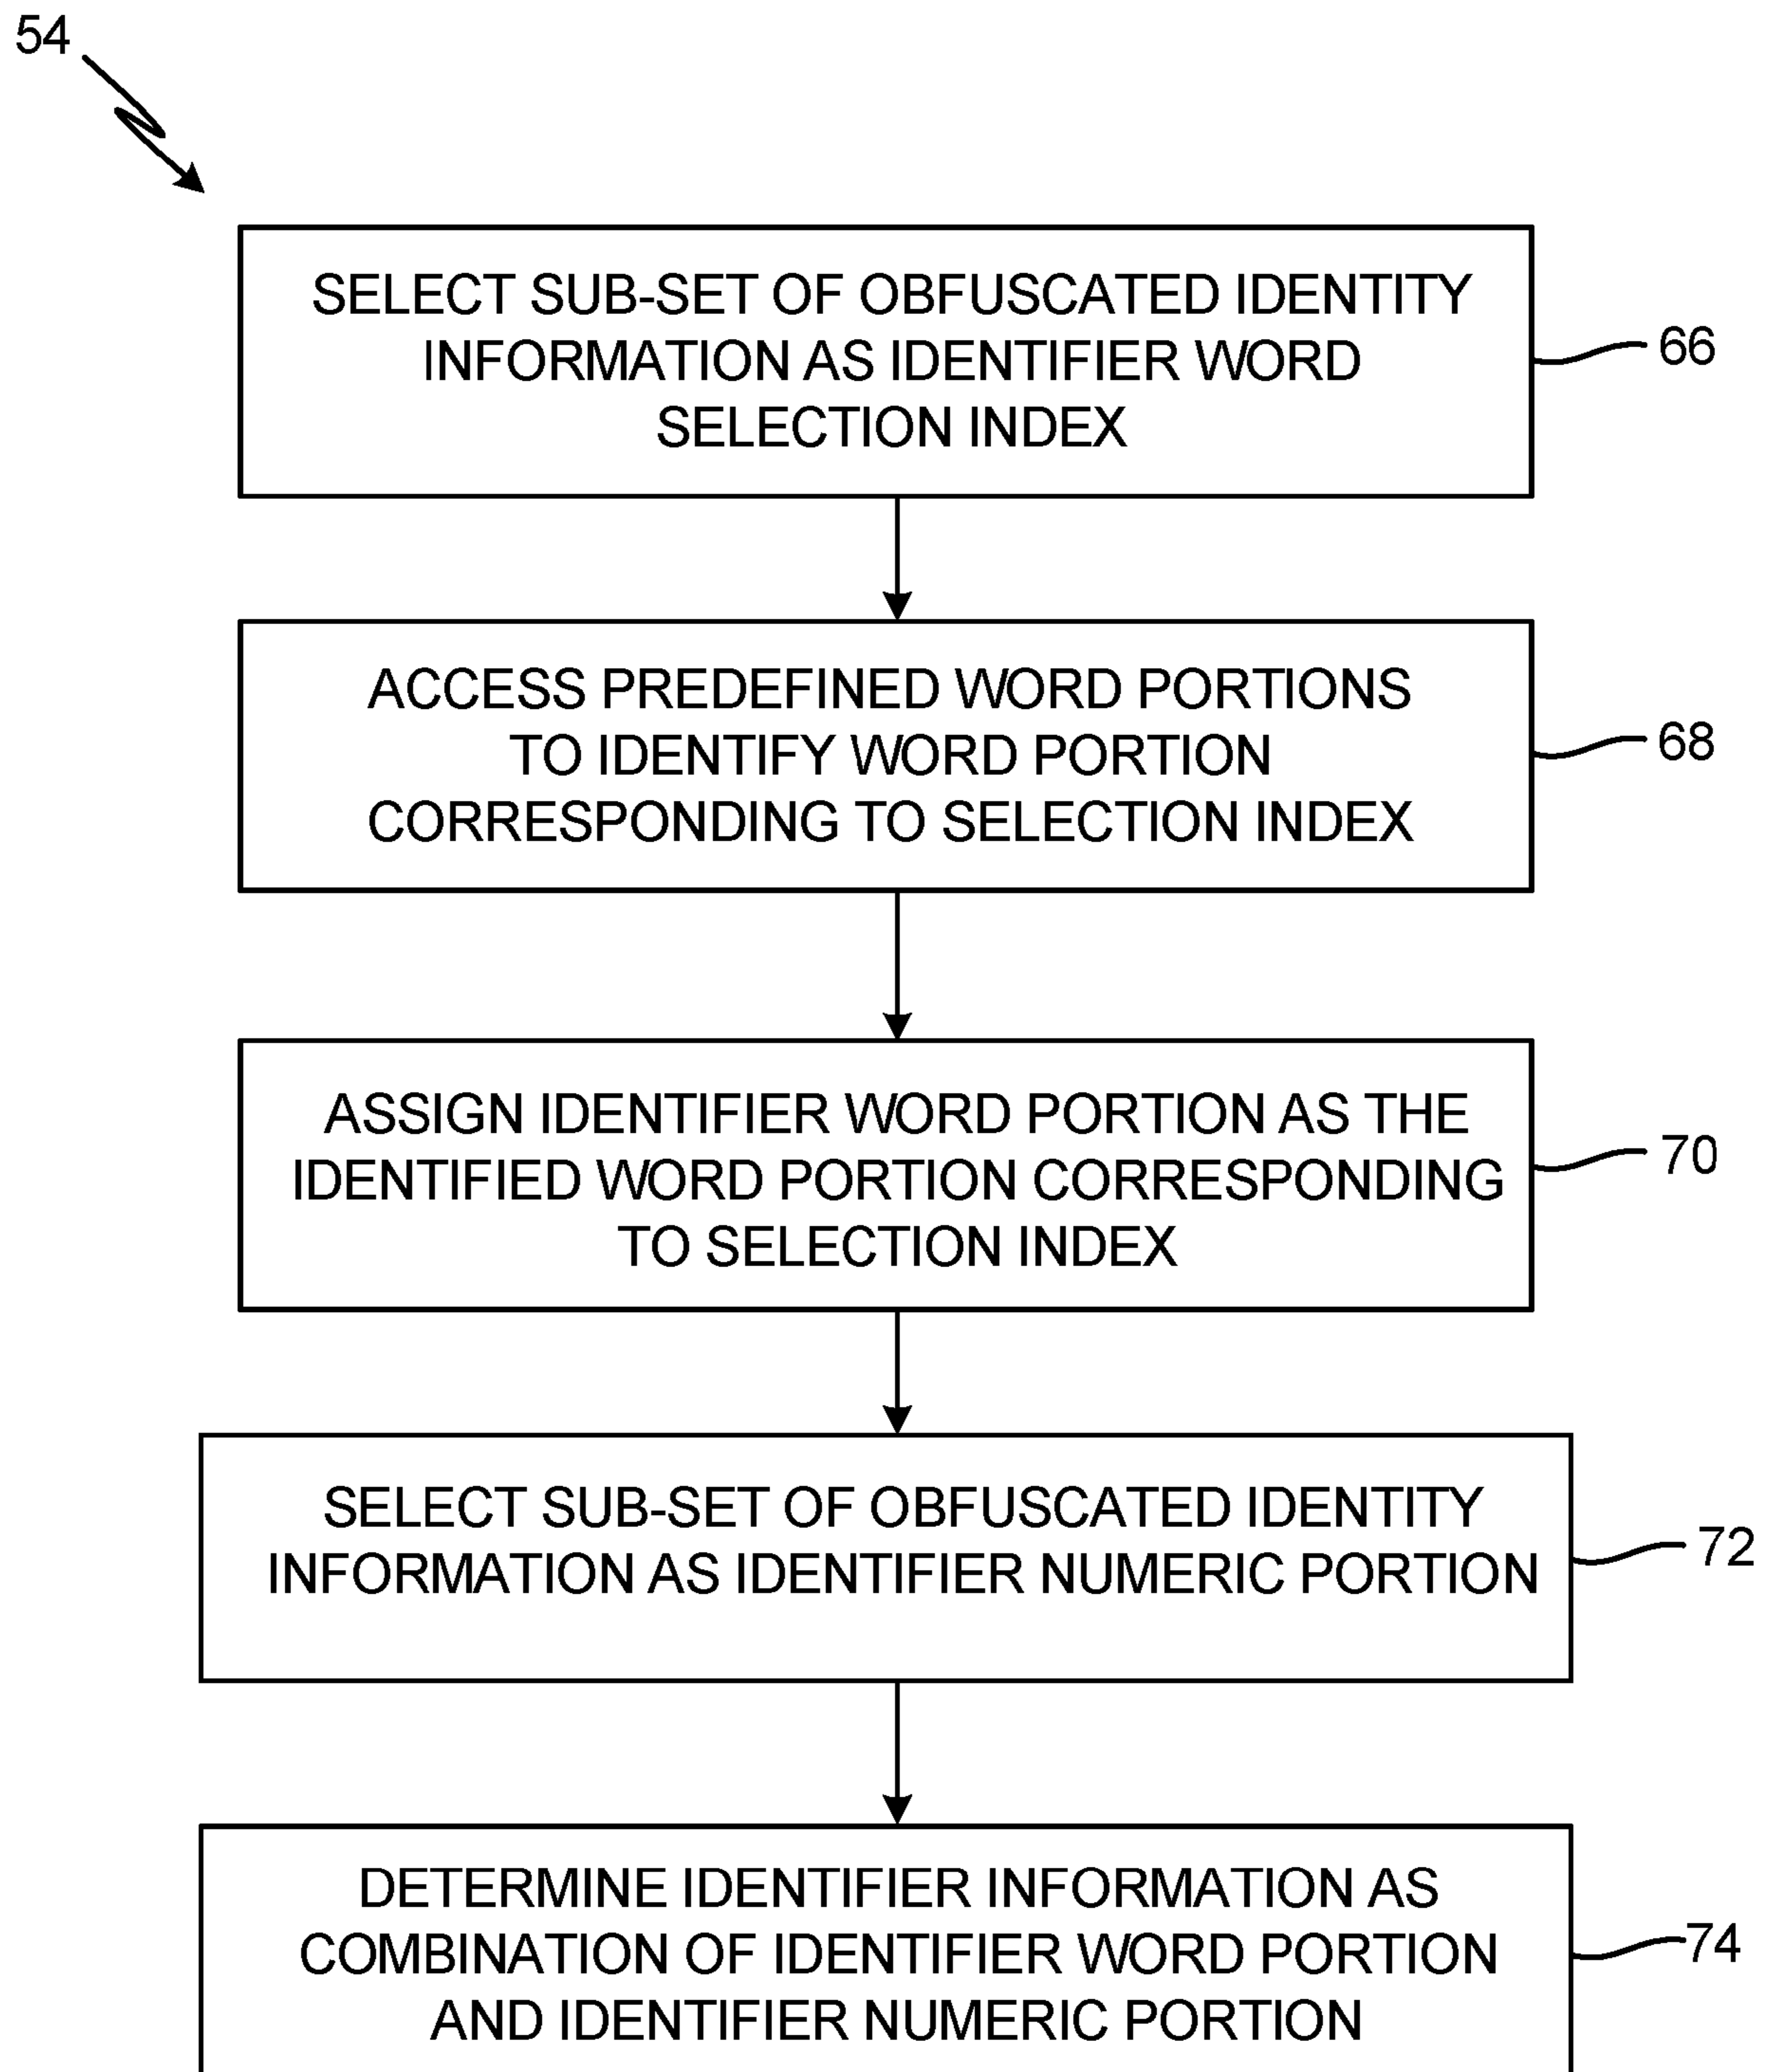 54
SELECT SUB-SET OF OBFUSCATED IDENTITY
INFORMATION AS IDENTIFIER WORD
SELECTION INDEX
66
ACCESS PREDEFINED WORD PORTIONS
TO IDENTIFY WORD PORTION
CORRESPONDING TO SELECTION INDEX
68
ASSIGN IDENTIFIER WORD PORTION AS THE
IDENTIFIED WORD PORTION CORRESPONDING
TO SELECTION INDEX
70
SELECT SUB-SET OF OBFUSCATED IDENTITY
INFORMATION AS IDENTIFIER NUMERIC PORTION
72
DETERMINE IDENTIFIER INFORMATION AS
COMBINATION OF IDENTIFIER WORD PORTION
AND IDENTIFIER NUMERIC PORTION
74